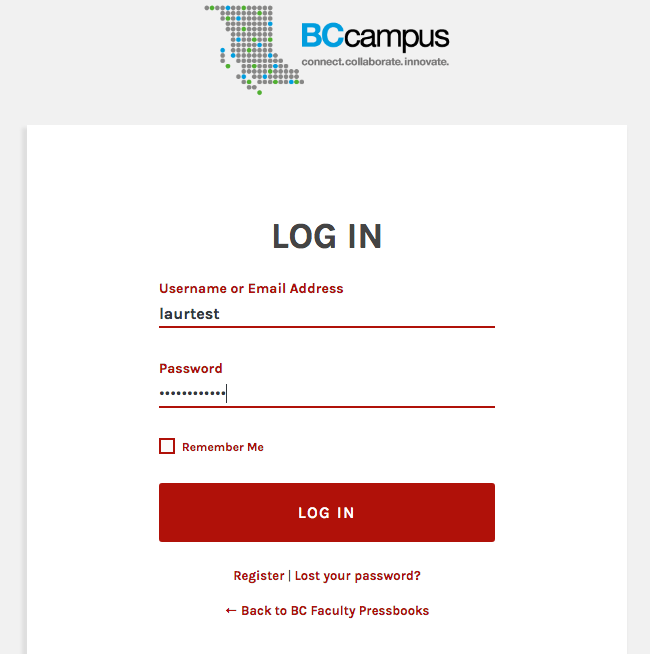 BCcampus
connect.collaborate.innovate.
LOG IN
Username or Email Address
laurtest
Password
••••••••••••
Remember Me
LOG IN
Register | Lost your password?
← Back to BC Faculty Pressbooks